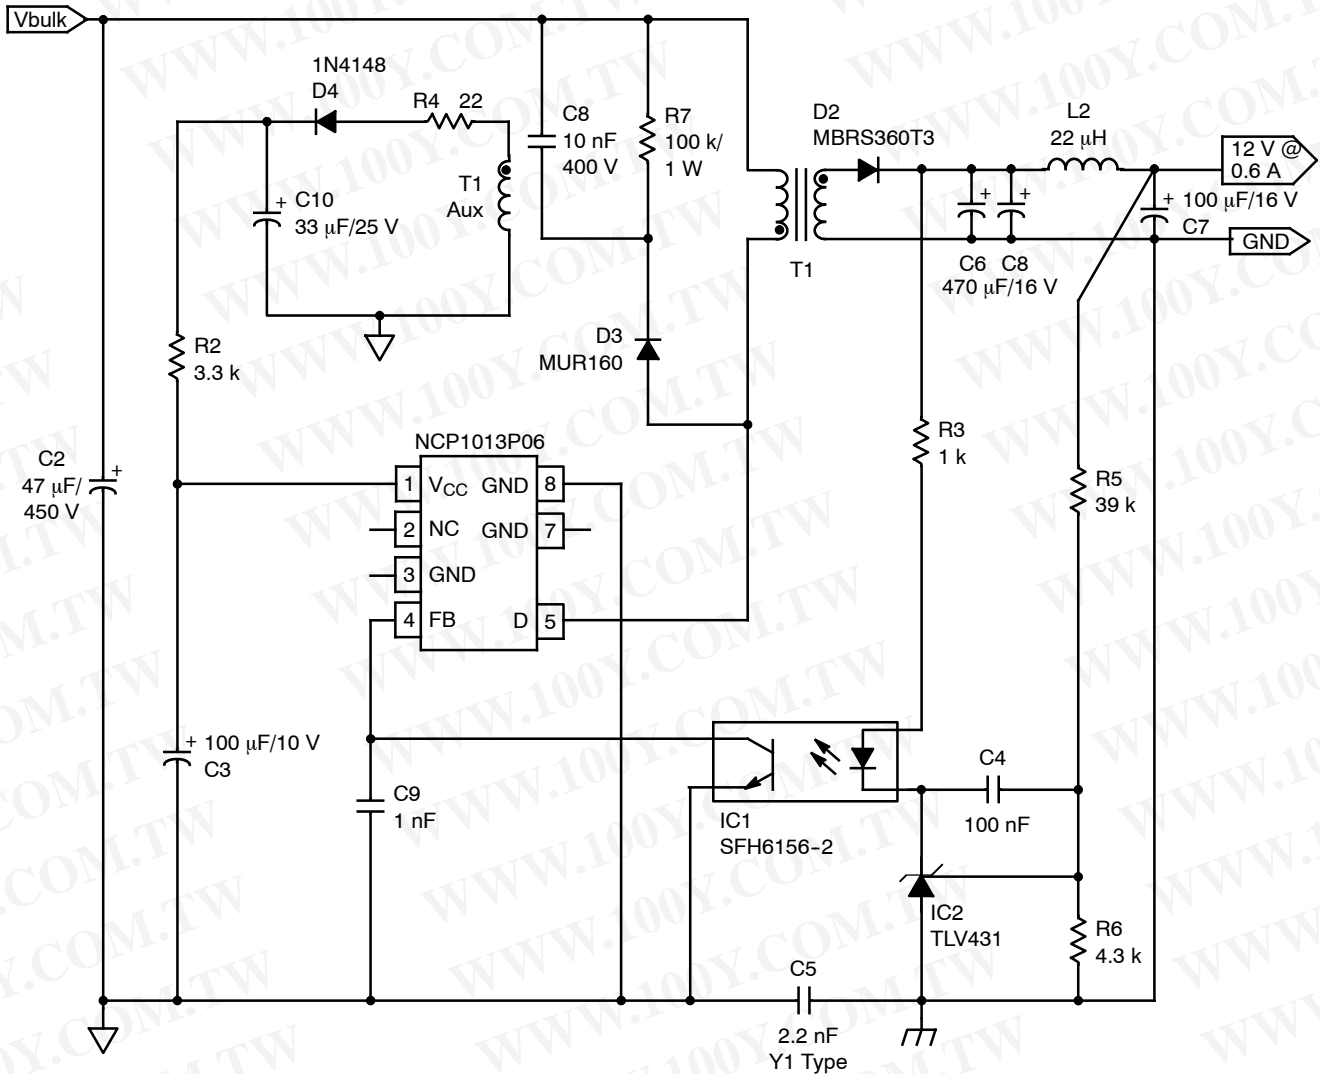 Vbulk
1N4148
D4
R4 22
C8
10 nF
400 V
R7
100 k/
1 W
D2
MBRS360T3
L2
22 μH
12 V @
0.6 A
T1
Aux
+ C10
33 μF/25 V
+ + + 100 μF/16 V
C7
GND
C6 C8
470 μF/16 V
T1
R2
3.3 k
D3
MUR160
NCP1013P06
R3
1 k
C2
47 μF/
450 V
+
1 VCC GND 8
2 NC GND 7
3 GND
4 FB D 5
R5
39 k
+ 100 μF/10 V
C3
C9
1 nF
IC1
SFH6156-2
C4
100 nF
IC2
TLV431
R6
4.3 k
C5
2.2 nF
Y1 Type
WWW.100Y.COM.TW